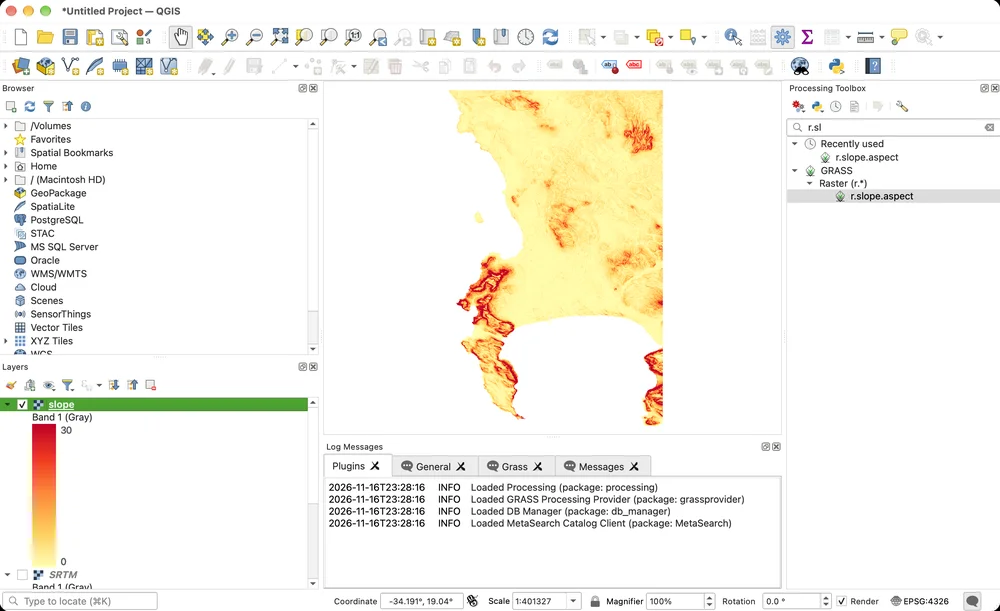 *Untitled Project — QGIS
Browser
/Volumes
Favorites
Spatial Bookmarks
Home
/ (Macintosh HD)
GeoPackage
SpatiaLite
PostgreSQL
STAC
MS SQL Server
Oracle
WMS/WMTS
Cloud
Scenes
SensorThings
Vector Tiles
XYZ Tiles
WCS
Layers
slope
Band 1 (Gray)
30
0
SRTM
Band 1 (Gray)
Log Messages
Plugins General Grass Messages
2026-11-16T23:28:16 INFO Loaded Processing (package: processing)
2026-11-16T23:28:16 INFO Loaded GRASS Processing Provider (package: grassprovider)
2026-11-16T23:28:16 INFO Loaded DB Manager (package: db_manager)
2026-11-16T23:28:16 INFO Loaded MetaSearch Catalog Client (package: MetaSearch)
Processing Toolbox
r.sl
Recently used
r.slope.aspect
GRASS
Raster (r.*)
r.slope.aspect
Type to locate (⌘K) Coordinate -34.191°, 19.04° Scale 1:401327 Magnifier 100% Rotation 0.0 ° Render EPSG:4326